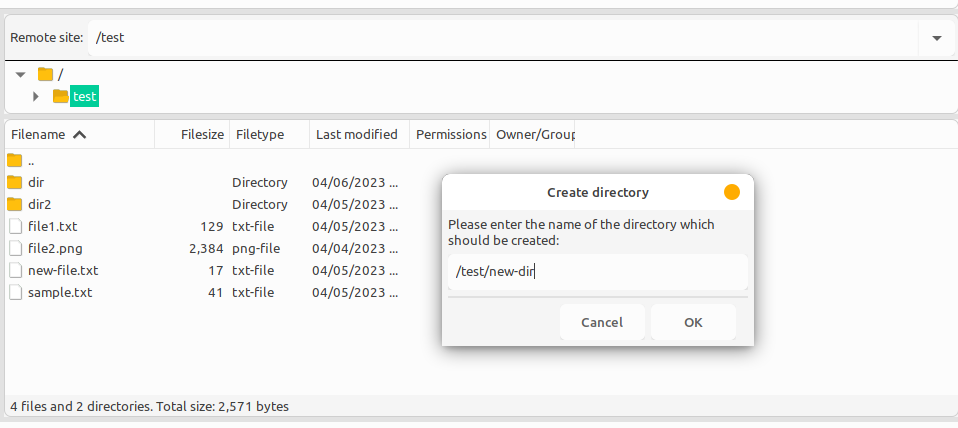 Remote site: /test
/
test
Filename Filesize Filetype Last modified Permissions Owner/Group
..
dir Directory 04/06/2023 ...
dir2 Directory 04/05/2023 ...
file1.txt 129 txt-file 04/05/2023 ...
file2.png 2,384 png-file 04/04/2023 ...
new-file.txt 17 txt-file 04/05/2023 ...
sample.txt 41 txt-file 04/05/2023 ...
Create directory
Please enter the name of the directory which
should be created:
/test/new-dir
Cancel OK
4 files and 2 directories. Total size: 2,571 bytes